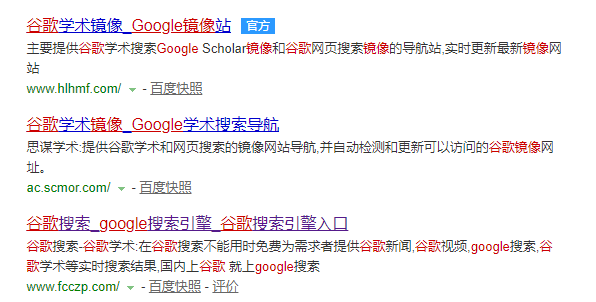 谷歌学术镜像_Google镜像站 官方
主要提供谷歌学术搜索Google Scholar镜像和谷歌网页搜索镜像的导航站,实时更新最新镜像网
站
www.hlhmf.com/ - 百度快照
谷歌学术镜像_Google学术搜索导航
思谋学术:提供谷歌学术和网页搜索的镜像网站导航,并自动检测和更新可以访问的谷歌镜像网
址。
ac.scmor.com/ - 百度快照
谷歌搜索_google搜索引擎_谷歌搜索引擎入口
谷歌搜索-谷歌学术:在谷歌搜索不能用时免费为需求者提供谷歌新闻,谷歌视频,google搜索,谷
歌学术等实时搜索结果,国内上谷歌 就上google搜索
www.fcczp.com/ - 百度快照 - 评价